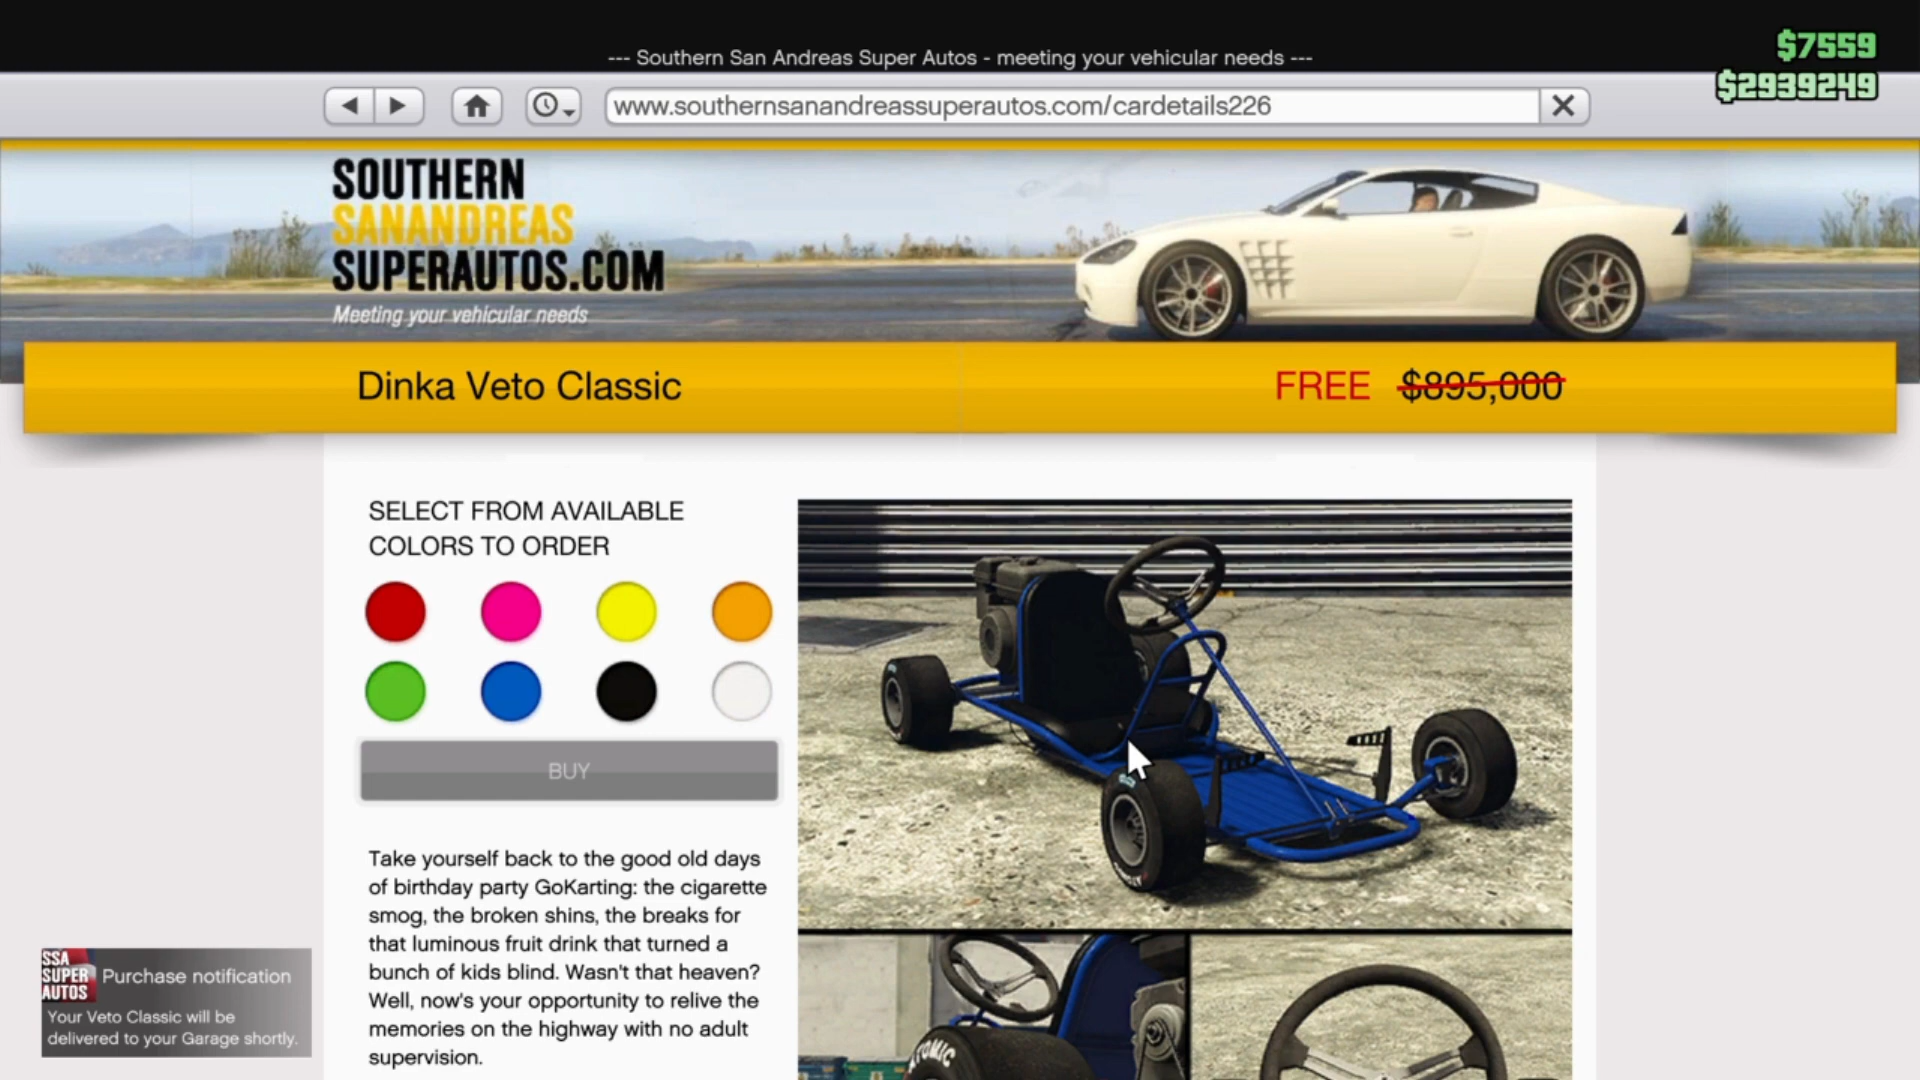 --- Southern San Andreas Super Autos - meeting your vehicular needs ---
$7559
$2939249
www.southernsanandreassuperautos.com/cardetails226
SOUTHERN
SANANDREAS
SUPERAUTOS.COM
Meeting your vehicular needs
Dinka Veto Classic
FREE $895,000
SELECT FROM AVAILABLE
COLORS TO ORDER
BUY
Take yourself back to the good old days
of birthday party GoKarting: the cigarette
smog, the broken shins, the breaks for
that luminous fruit drink that turned a
bunch of kids blind. Wasn't that heaven?
Well, now's your opportunity to relive the
memories on the highway with no adult
supervision.
SSA
SUPER
AUTOS
Purchase notification
Your Veto Classic will be
delivered to your Garage shortly.
ATOMIC